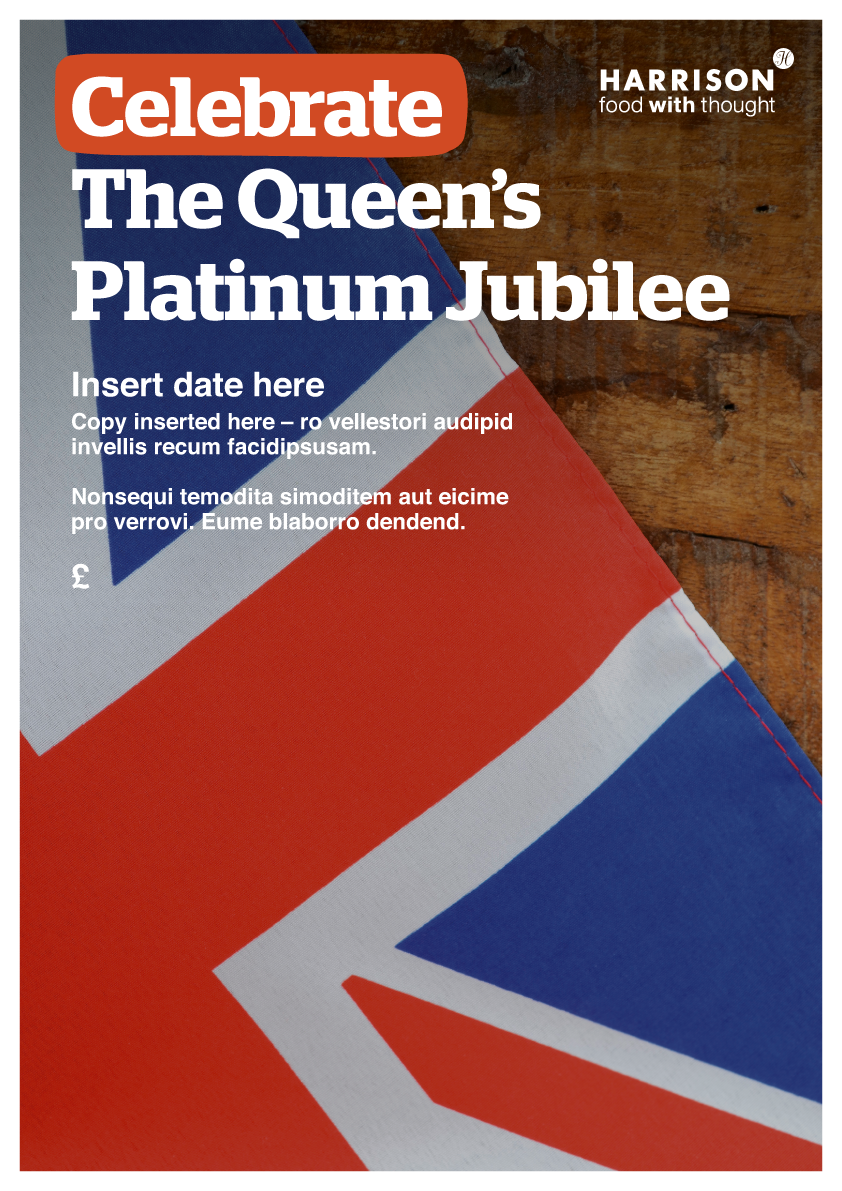 Celebrate
The Queen’s
Platinum Jubilee
H
HARRISON
food with thought
Insert date here
Copy inserted here – ro vellestori audipid
invellis recum facidipsusam.
Nonsequi temodita simoditem aut eicime
pro verrovi. Eume blaborro dendend.
£